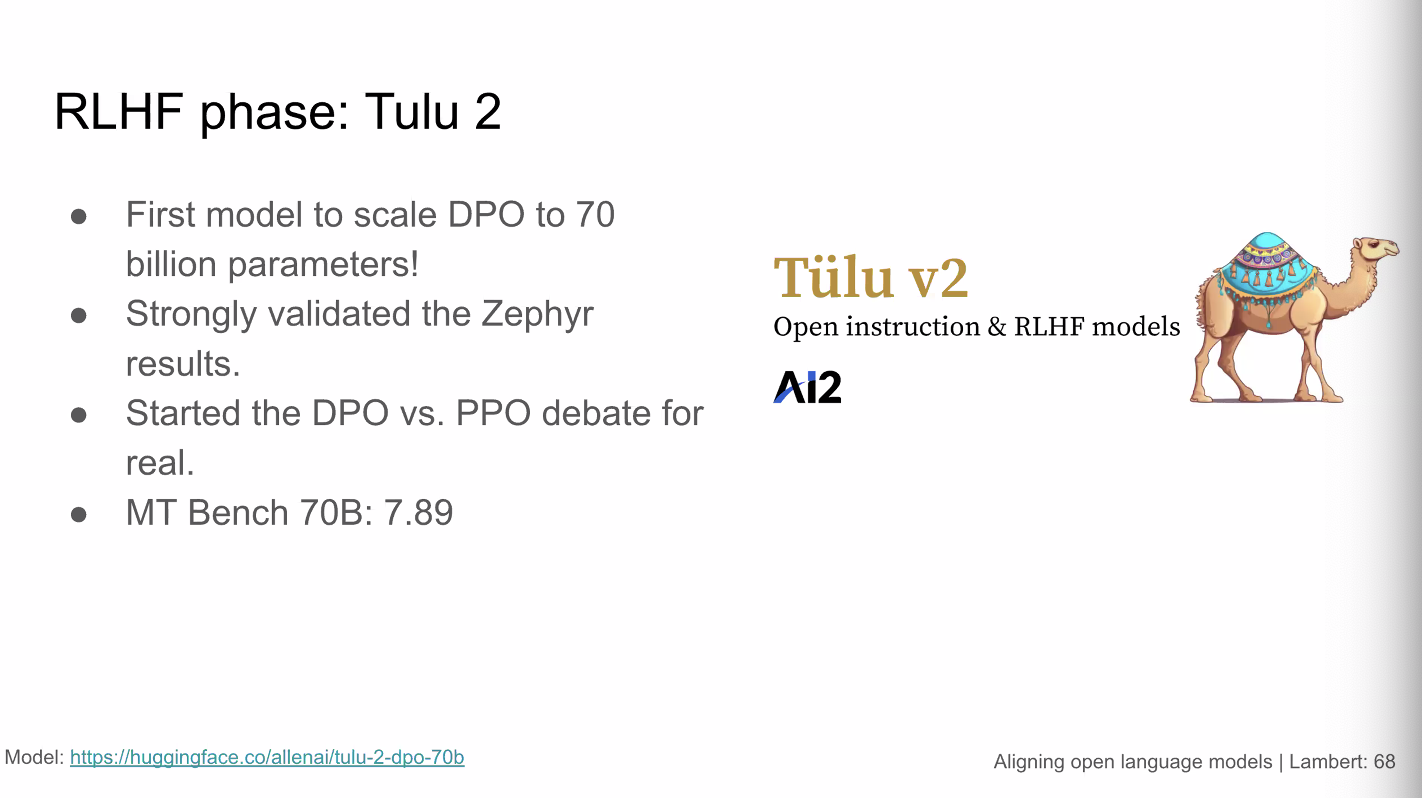 RLHF phase: Tulu 2
● First model to scale DPO to 70
billion parameters!
● Strongly validated the Zephyr
results.
● Started the DPO vs. PPO debate for
real.
● MT Bench 70B: 7.89
Tülu v2
Open instruction & RLHF models
AI2
Model: https://huggingface.co/allenai/tulu-2-dpo-70b
Aligning open language models | Lambert: 68